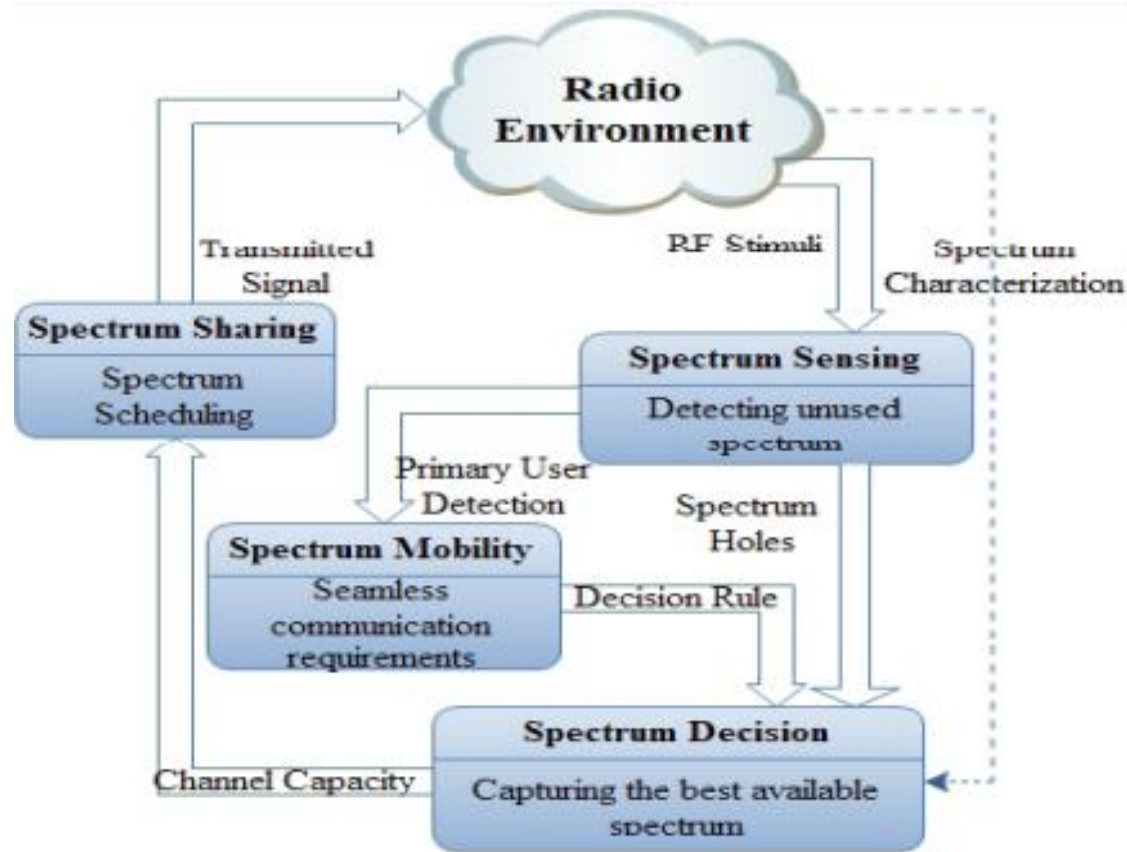 Radio
Environment
Transmitted
Signal
RF Stimuli
Spectrum
Characterization
Spectrum Sharing
Spectrum
Scheduling
Spectrum Sensing
Detecting unused
spectrum
Primary User
Detection
Spectrum
Holes
Spectrum Mobility
Seamless
communication
requirements
Decision Rule
Spectrum Decision
Capturing the best available
spectrum
Channel Capacity